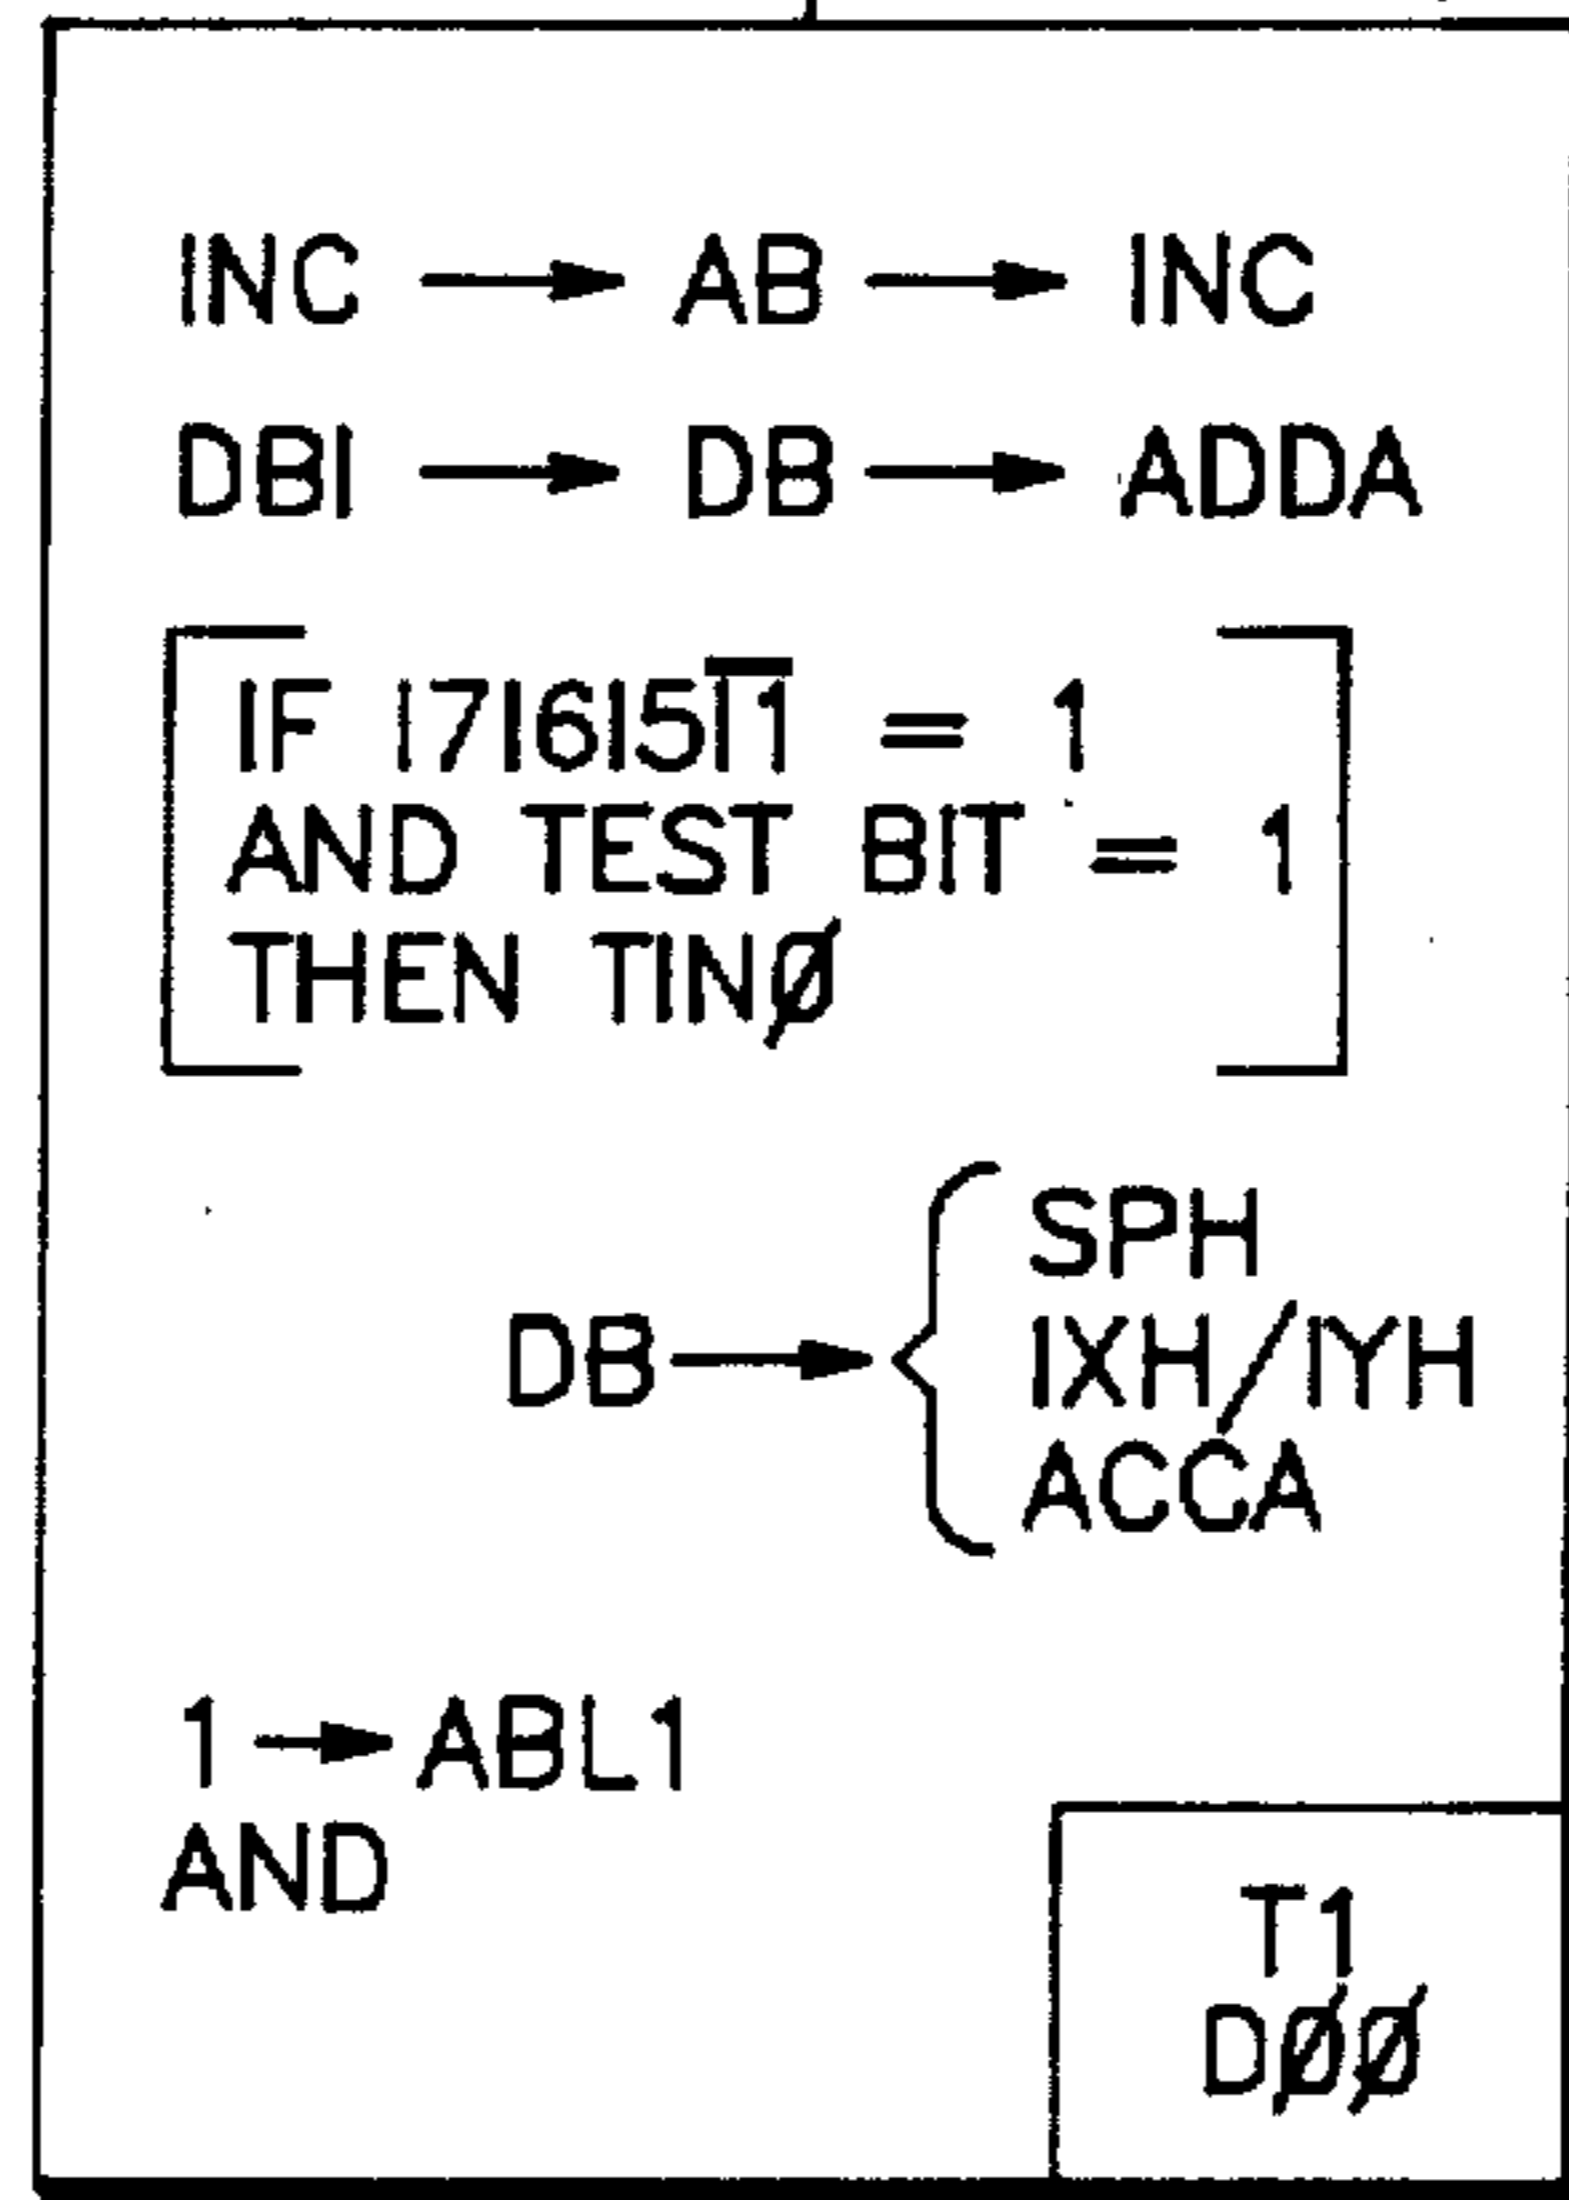 INC → AB → INC
DBI → DB → ADDA
IF I7I6I5I̅1̅ = 1
AND TEST BIT = 1
THEN TINØ
SPH
DB → IXH/IYH
ACCA
1 → ABL1
AND
T1
DØØ